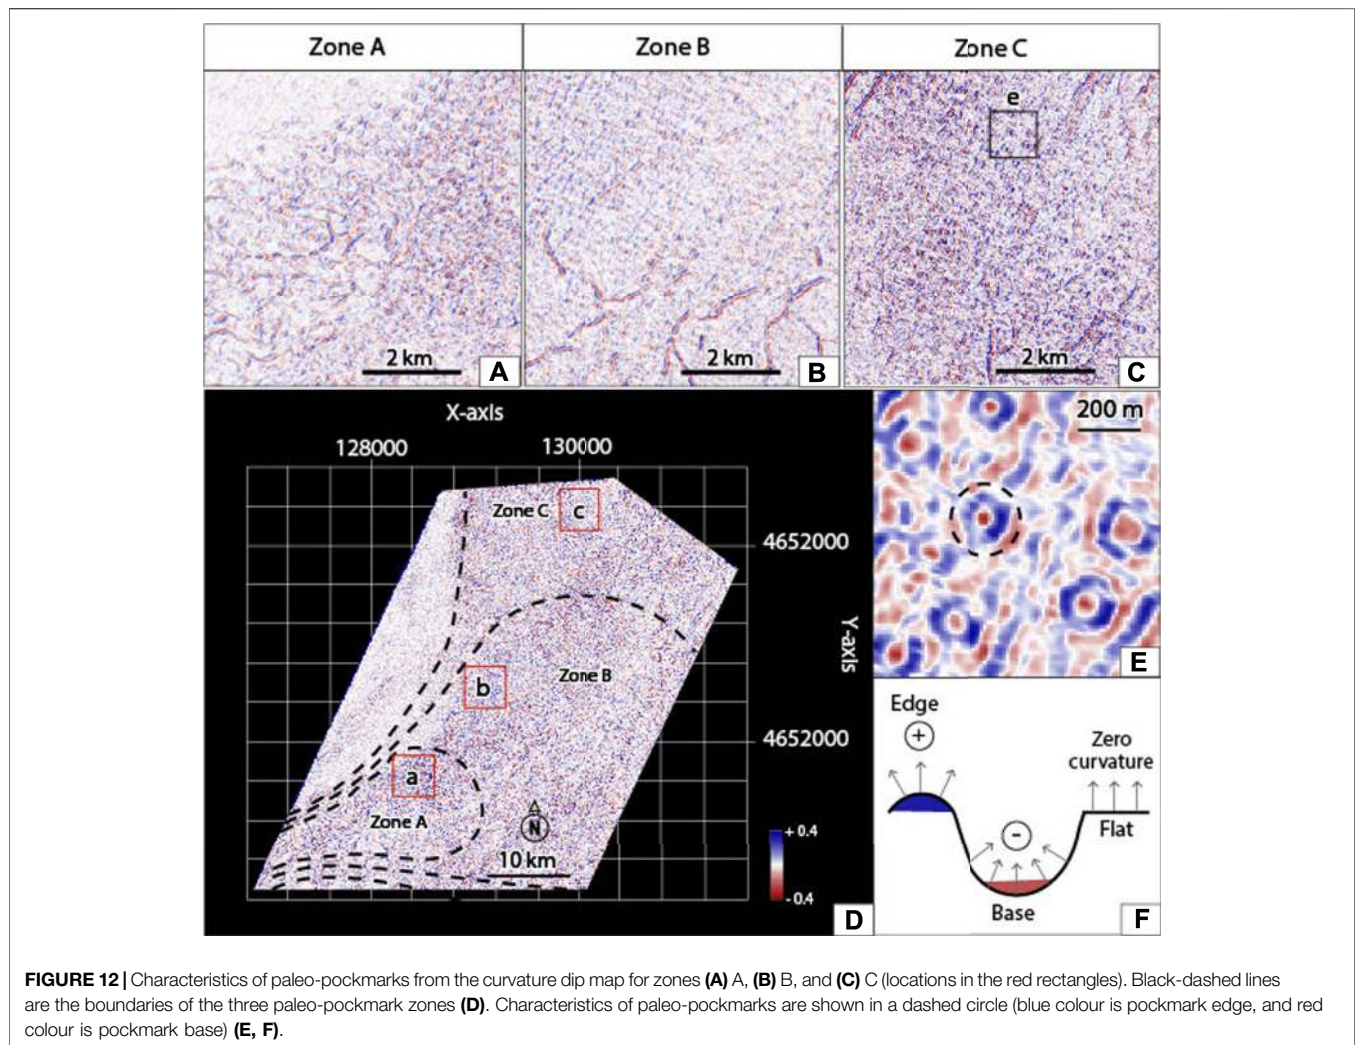 Zone A
Zone B
Zone C
e
2 km
A
2 km
B
2 km
C
X-axis
128000
130000
Zone C
c
4652000
Y-axis
b
Zone B
4652000
a
Zone A
N
10 km
+ 0.4
- 0.4
D
200 m
E
Edge
+
Zero
curvature
-
Flat
Base
F
FIGURE 12 | Characteristics of paleo-pockmarks from the curvature dip map for zones (A) A, (B) B, and (C) C (locations in the red rectangles). Black-dashed lines
are the boundaries of the three paleo-pockmark zones (D). Characteristics of paleo-pockmarks are shown in a dashed circle (blue colour is pockmark edge, and red
colour is pockmark base) (E, F).